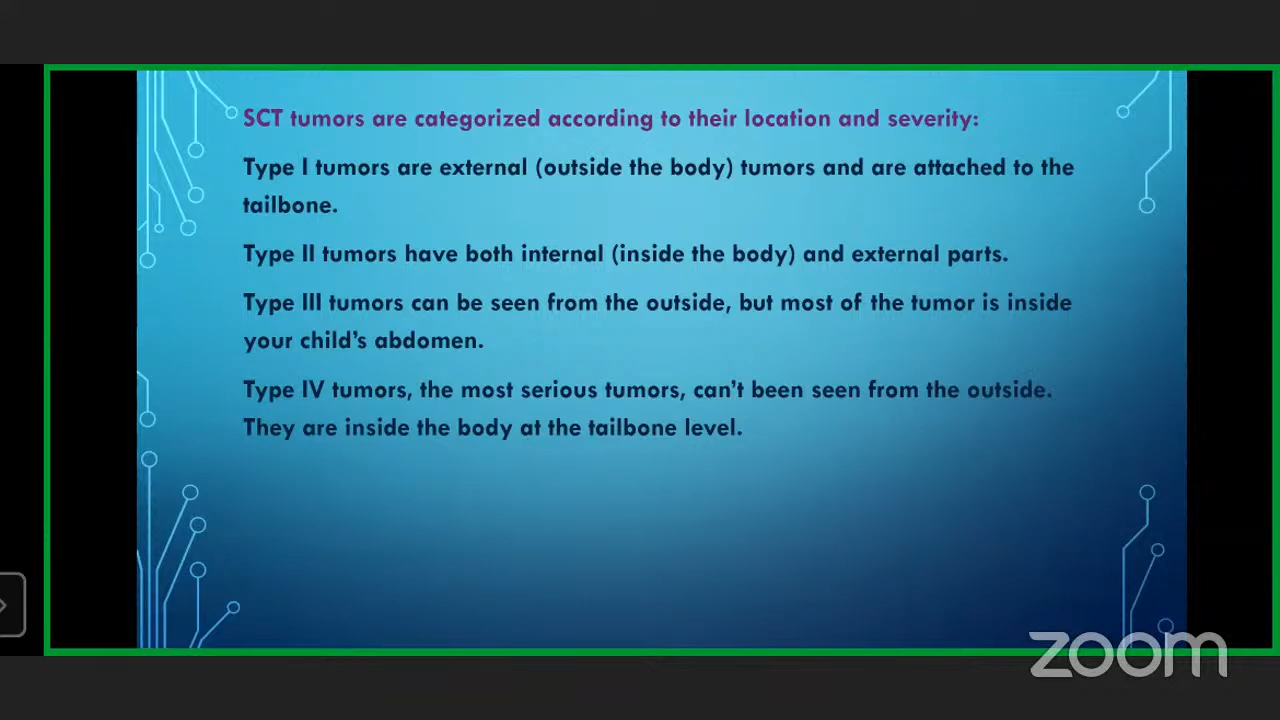 SCT tumors are categorized according to their location and severity:
Type I tumors are external (outside the body) tumors and are attached to the
tailbone.
Type II tumors have both internal (inside the body) and external parts.
Type III tumors can be seen from the outside, but most of the tumor is inside
your child's abdomen.
Type IV tumors, the most serious tumors, can't been seen from the outside.
They are inside the body at the tailbone level.
zoom